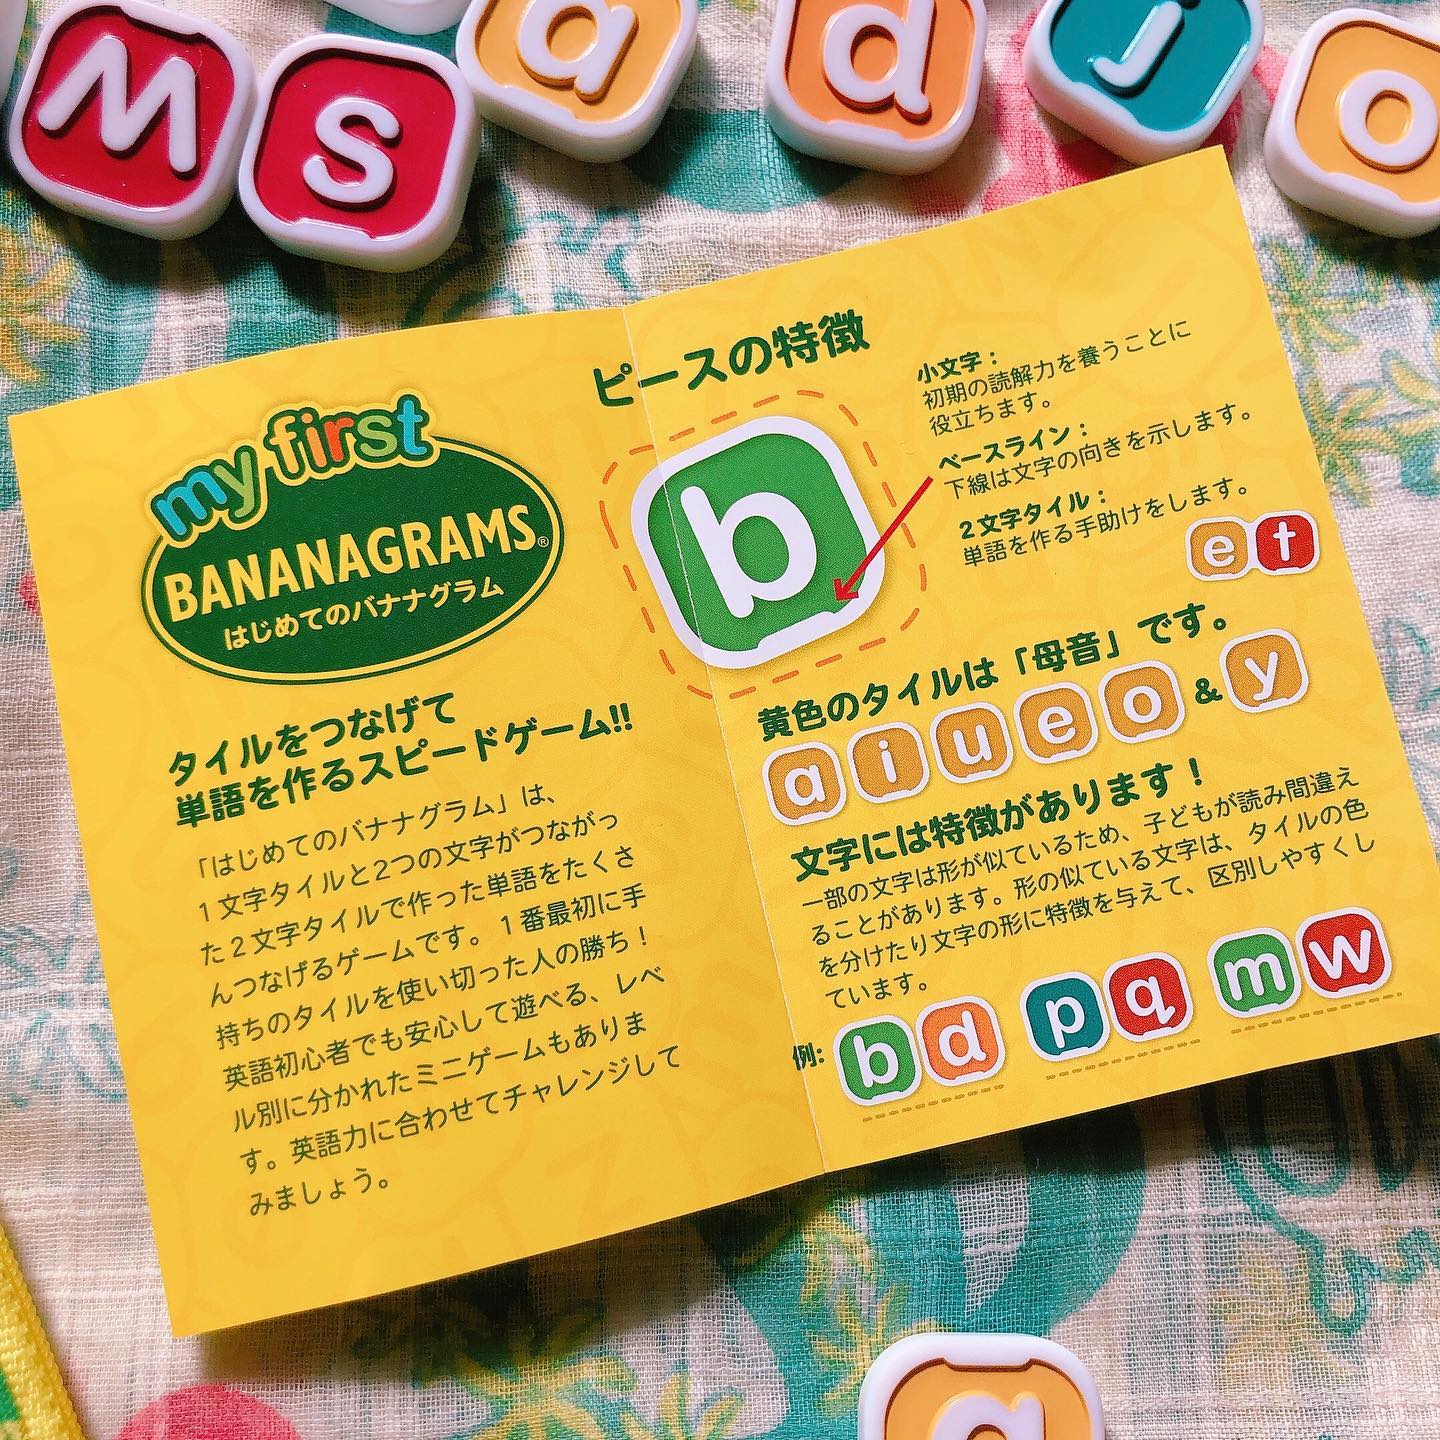 w
s
a
d
j
o
my first
BANANAGRAMS®
はじめてのバナナグラム
タイルをつなげて
単語を作るスピードゲーム!!
「はじめてのバナナグラム」は、
1文字タイルと2つの文字がつながっ
た2文字タイルで作った単語をたくさ
んつなげるゲームです。1番最初に手
持ちのタイルを使い切った人の勝ち！
英語初心者でも安心して遊べる、レベ
ル別に分かれたミニゲームもありま
す。英語力に合わせてチャレンジして
みましょう。
ピースの特徴
b
小文字：
初期の読解力を養うことに
役立ちます。
ベースライン：
下線は文字の向きを示します。
2文字タイル：
単語を作る手助けをします。
e t
黄色のタイルは「母音」です。
a i u e o & y
文字には特徴があります！
一部の文字は形が似ているため、子どもが読み間違え
ることがあります。形の似ている文字は、タイルの色
を分けたり文字の形に特徴を与えて、区別しやすくし
ています。
例: b d p q m w
a